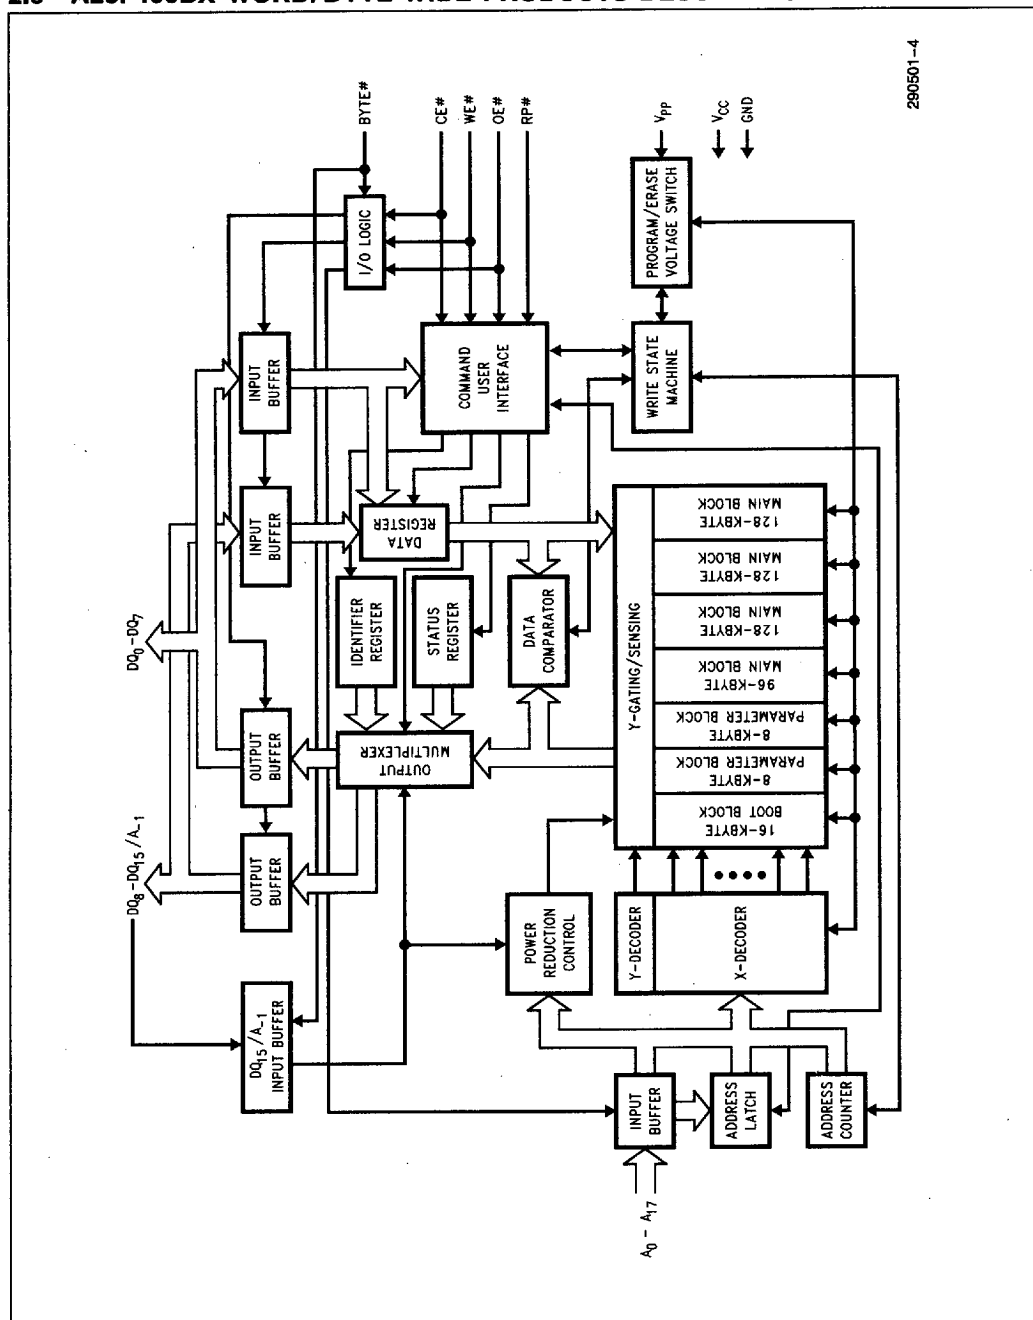 A28F400BX WORD/BYTE-WIDE PRODUCTS
DQ8-DQ15/A-1
DQ0-DQ7
DQ15/A-1
INPUT BUFFER
OUTPUT
BUFFER
OUTPUT
BUFFER
INPUT
BUFFER
INPUT
BUFFER
I/O LOGIC
BYTE#
CE#
WE#
OE#
RP#
OUTPUT
MULTIPLEXER
IDENTIFIER
REGISTER
STATUS
REGISTER
DATA
REGISTER
COMMAND
USER
INTERFACE
POWER
REDUCTION
CONTROL
DATA
COMPARATOR
A0 - A17
INPUT
BUFFER
ADDRESS
LATCH
ADDRESS
COUNTER
Y-DECODER
X-DECODER
Y-GATING/SENSING
16-KBYTE
BOOT BLOCK
8-KBYTE
PARAMETER BLOCK
8-KBYTE
PARAMETER BLOCK
96-KBYTE
MAIN BLOCK
128-KBYTE
MAIN BLOCK
128-KBYTE
MAIN BLOCK
128-KBYTE
MAIN BLOCK
WRITE STATE
MACHINE
PROGRAM/ERASE
VOLTAGE SWITCH
VPP
VCC
GND
290501-4